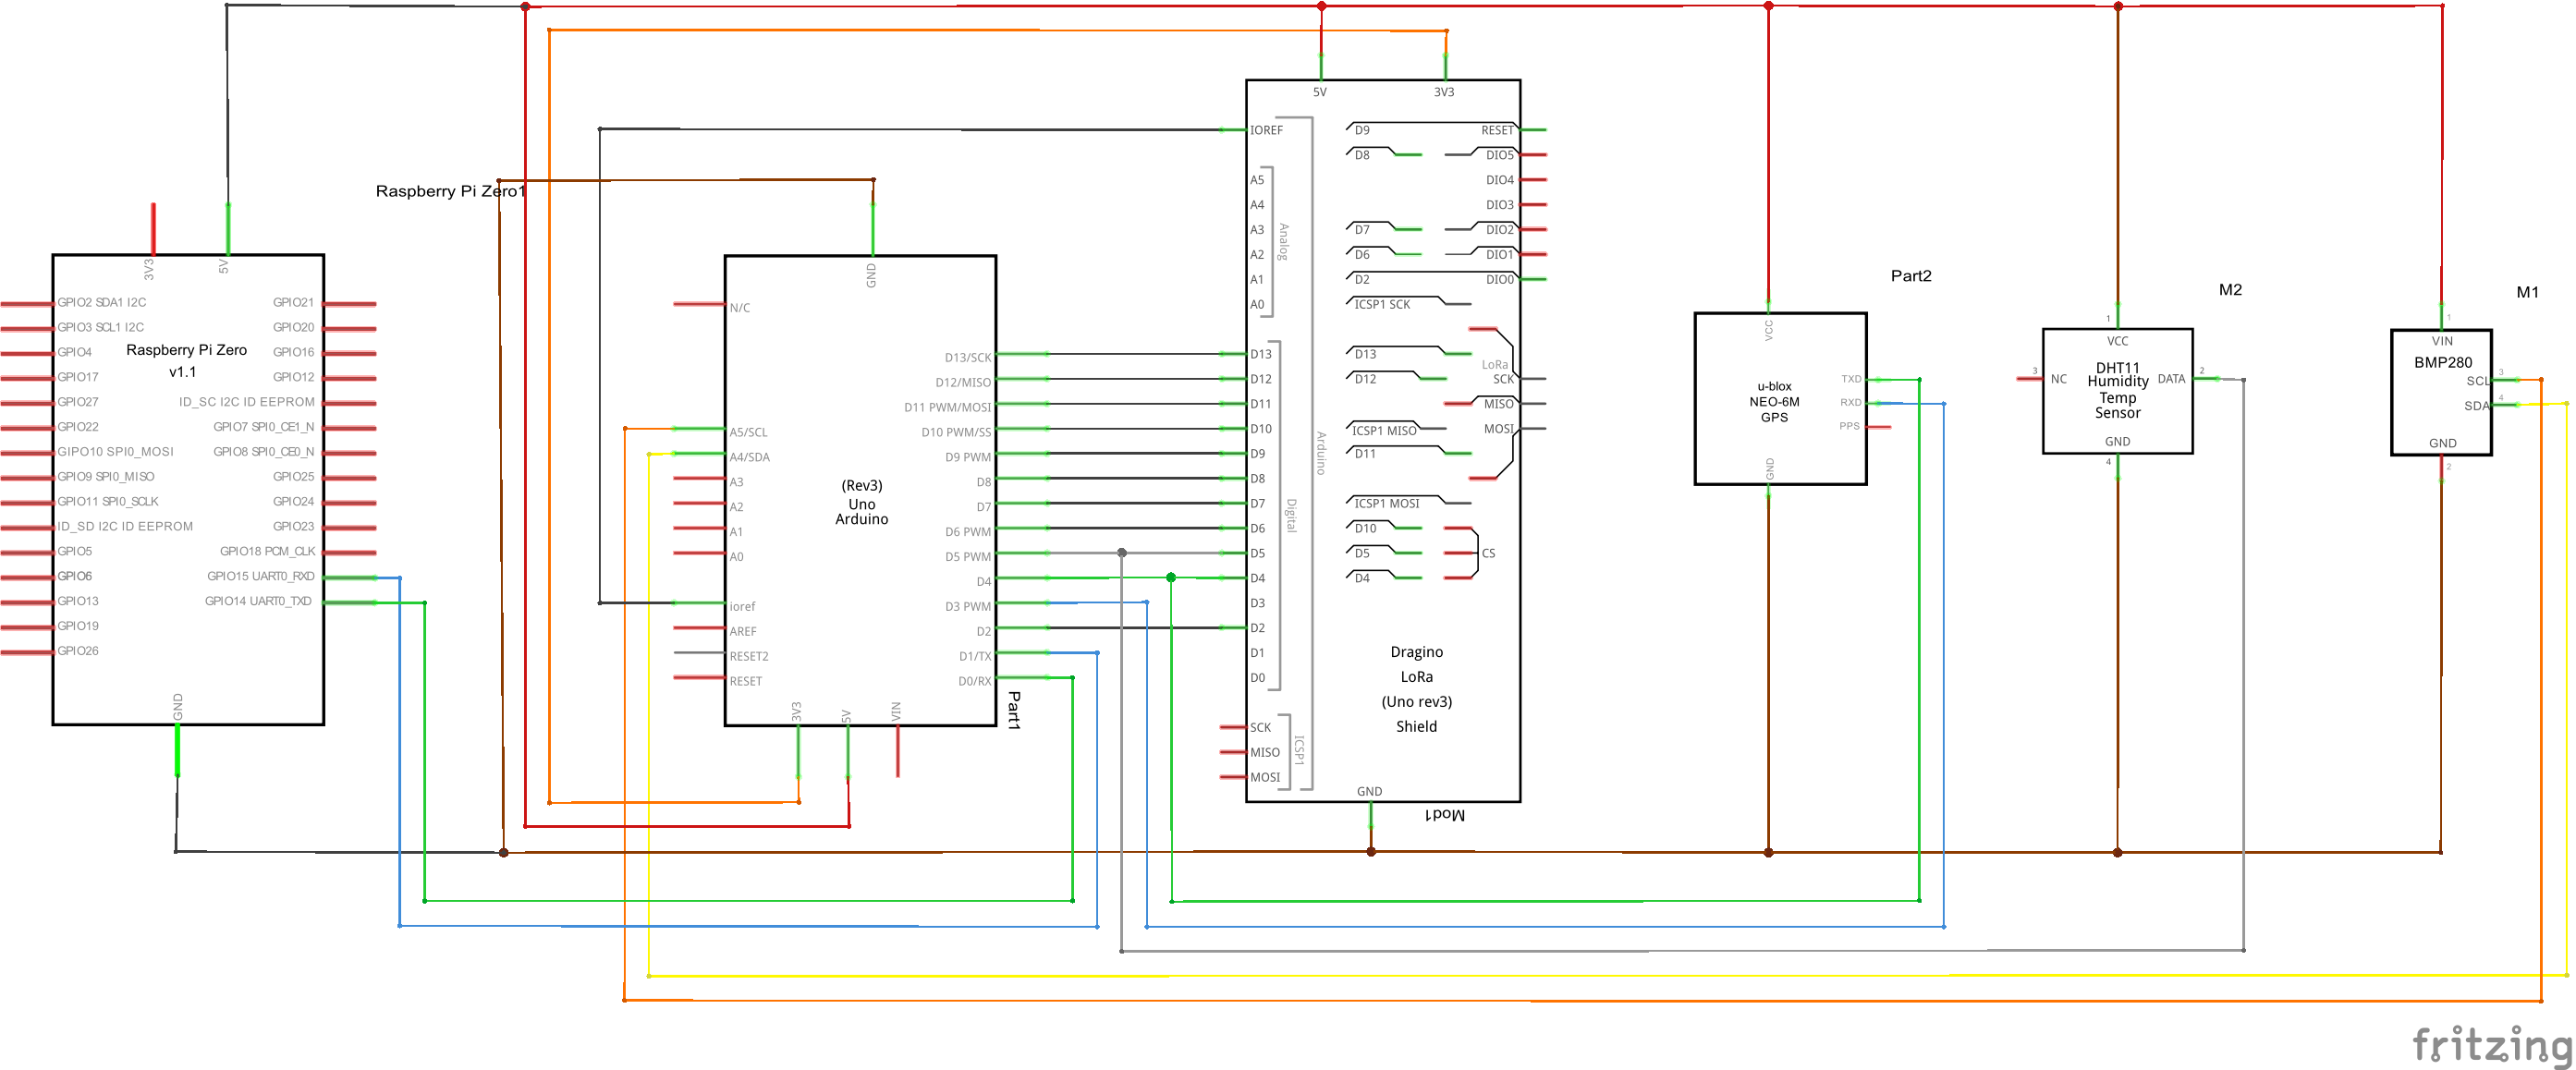 Raspberry Pi Zero1
3V3
5V
GPIO2 SDA1 I2C
GPIO3 SCL1 I2C
GPIO4
GPIO17
GPIO27
GPIO22
GIPO10 SPI0_MOSI
GPIO9 SPI0_MISO
GPIO11 SPI0_SCLK
ID_SD I2C ID EEPROM
GPIO5
GPIO6
GPIO13
GPIO19
GPIO26
Raspberry Pi Zero
v1.1
GPIO21
GPIO20
GPIO16
GPIO12
ID_SC I2C ID EEPROM
GPIO7 SPI0_CE1_N
GPIO8 SPI0_CE0_N
GPIO25
GPIO24
GPIO23
GPIO18 PCM_CLK
GPIO15 UART0_RXD
GPIO14 UART0_TXD
GND
GND
N/C
A5/SCL
A4/SDA
A3
A2
A1
A0
ioref
AREF
RESET2
RESET
(Rev3)
Uno
Arduino
D13/SCK
D12/MISO
D11 PWM/MOSI
D10 PWM/SS
D9 PWM
D8
D7
D6 PWM
D5 PWM
D4
D3 PWM
D2
D1/TX
D0/RX
3V3
5V
VIN
Part1
5V
3V3
IOREF
A5
A4
A3
A2
A1
A0
Analog
D13
D12
D11
D10
D9
D8
D7
D6
D5
D4
D3
D2
D1
D0
Digital
Arduino
SCK
MISO
MOSI
ICSP1
D9
D8
D7
D6
D2
ICSP1 SCK
D13
D12
ICSP1 MISO
D11
ICSP1 MOSI
D10
D5
D4
RESET
DIO5
DIO4
DIO3
DIO2
DIO1
DIO0
LoRa
SCK
MISO
MOSI
CS
Dragino
LoRa
(Uno rev3)
Shield
GND
Mod1
Part2
VCC
u-blox
NEO-6M
GPS
TXD
RXD
PPS
GND
M2
1
VCC
3
NC
DHT11
Humidity
Temp
Sensor
DATA
2
GND
4
M1
1
VIN
BMP280
SCL
3
SDA
4
GND
2
fritzing